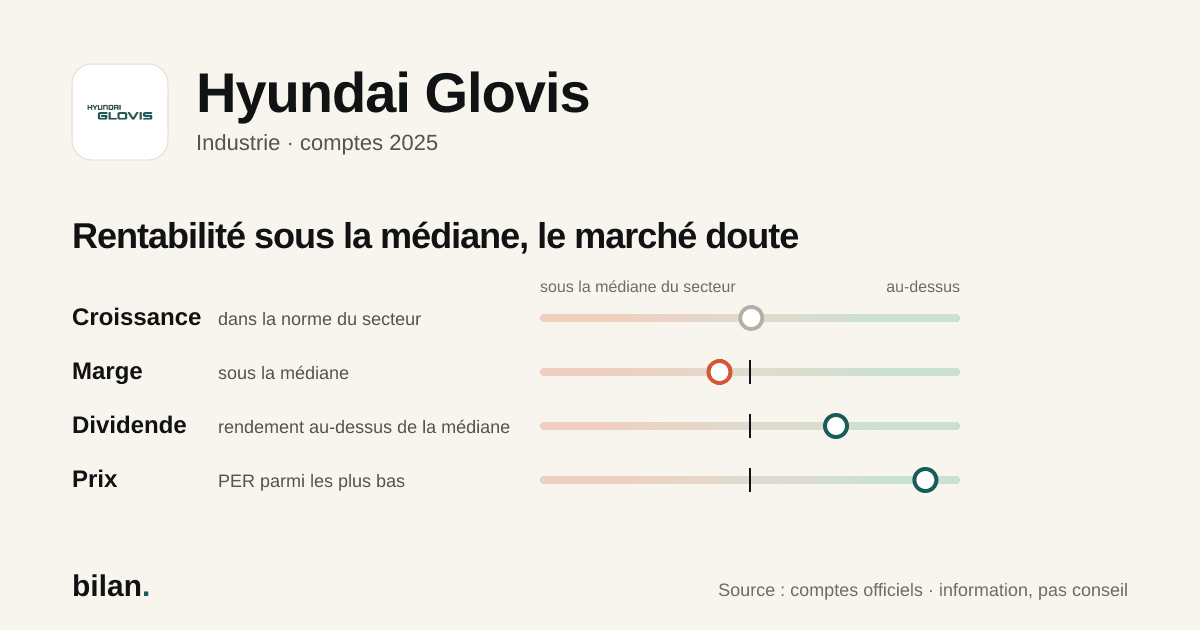 HYUNDAI
GLOVIS
Hyundai Glovis
Industrie · comptes 2025
Rentabilité sous la médiane, le marché doute
sous la médiane du secteur au-dessus
Croissance dans la norme du secteur
Marge sous la médiane
Dividende rendement au-dessus de la médiane
Prix PER parmi les plus bas
bilan.
Source : comptes officiels · information, pas conseil